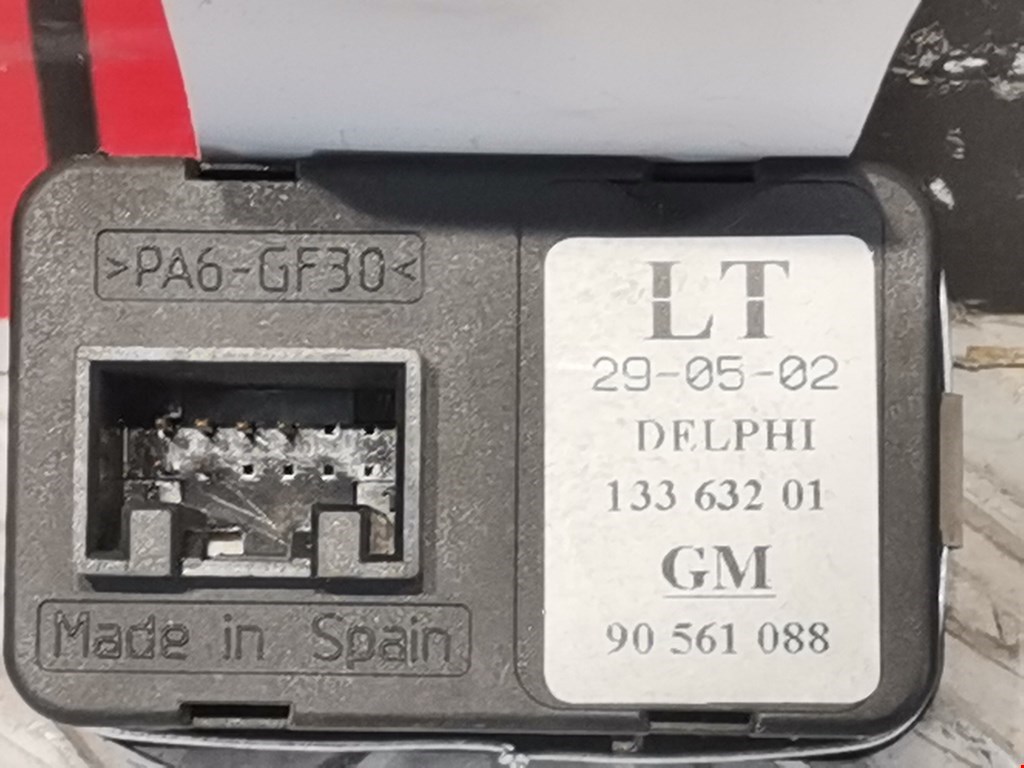 >PA6-GF30<
Made in Spain
LT
29-05-02
DELPHI
133 632 01
GM
90 561 088